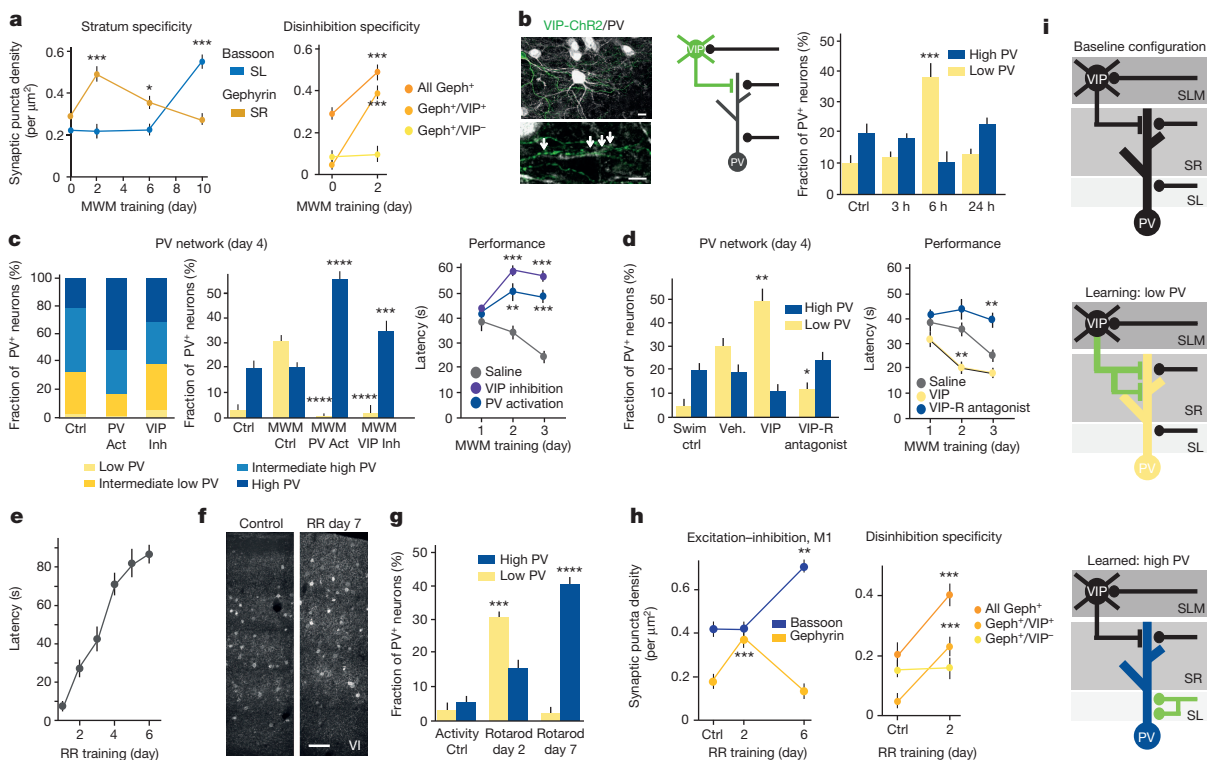 a
Stratum specificity
Synaptic puncta density
(per μm²)
0.6
0.4
0.2
0
***
*
***
0
2
6
10
MWM training (day)
Bassoon
SL
Gephyrin
SR
Disinhibition specificity
0.6
0.4
0.2
0
***
***
0
2
MWM training (day)
All Geph⁺
Geph⁺/VIP⁺
Geph⁺/VIP⁻
b
VIP-ChR2/PV
VIP
PV
Fraction of PV⁺ neurons (%)
50
40
30
20
10
***
High PV
Low PV
Ctrl
3 h
6 h
24 h
c
PV network (day 4)
Fraction of PV⁺ neurons (%)
100
80
60
40
20
0
Ctrl
PV
Act
VIP
Inh
Fraction of PV⁺ neurons (%)
60
50
40
30
20
10
0
****
****
****
***
MWM
Ctrl
MWM
PV Act
MWM
VIP Inh
Low PV
Intermediate low PV
Intermediate high PV
High PV
Performance
Latency (s)
60
50
40
30
20
10
0
***
***
**
***
Saline
VIP inhibition
PV activation
1
2
3
MWM training (day)
d
PV network (day 4)
Fraction of PV⁺ neurons (%)
50
40
30
20
10
0
**
*
High PV
Low PV
Swim
ctrl
Veh.
VIP
VIP-R
antagonist
Performance
Latency (s)
60
50
40
30
20
10
0
**
**
Saline
VIP
VIP-R antagonist
1
2
3
MWM training (day)
e
Latency (s)
80
60
40
20
0
2
4
6
RR training (day)
f
Control
RR day 7
VI
g
Fraction of PV⁺ neurons (%)
50
40
30
20
10
0
High PV
Low PV
***
****
Activity
Ctrl
Rotarod
day 2
Rotarod
day 7
h
Excitation–inhibition, M1
Synaptic puncta density
(per μm²)
0.8
0.4
0.2
0
**
***
Bassoon
Gephyrin
Ctrl
2
6
RR training (day)
Disinhibition specificity
0.4
0.2
0
***
***
All Geph⁺
Geph⁺/VIP⁺
Geph⁺/VIP⁻
Ctrl
2
RR training (day)
i
Baseline configuration
VIP
SLM
SR
SL
PV
Learning: low PV
VIP
SLM
SR
SL
PV
Learned: high PV
VIP
SLM
SR
SL
PV